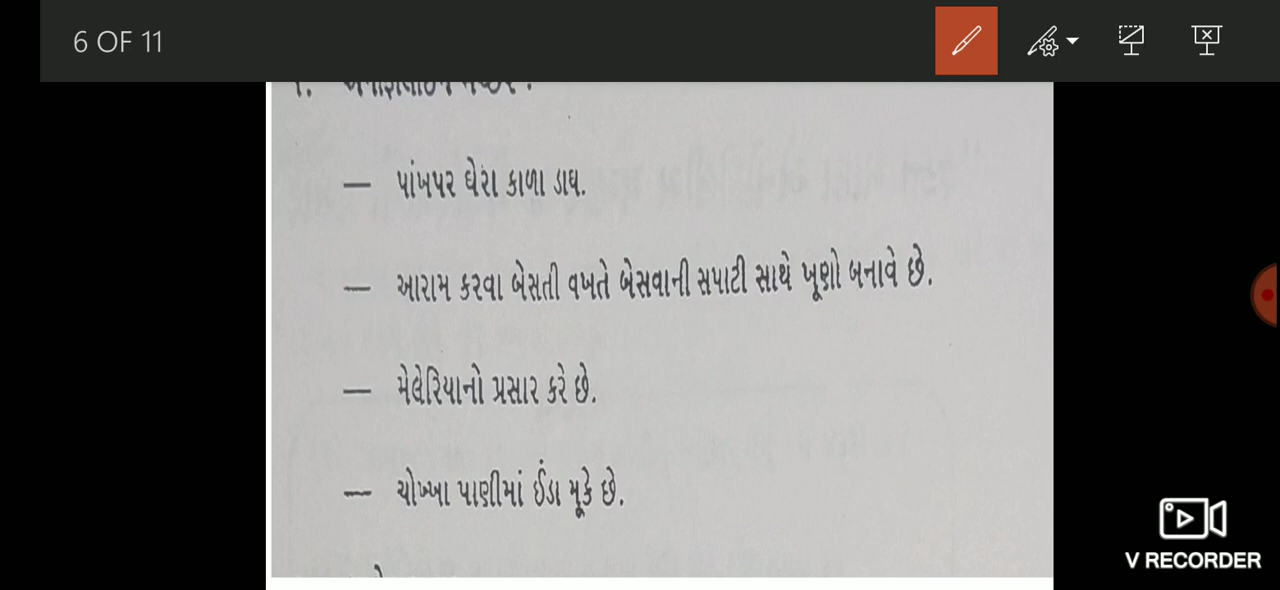 6 OF 11
— પાંખપર ઘેરા કાળા ડાઘ.
— આરામ કરવા બેસતી વખતે બેસવાની સપાટી સાથે ખૂણો બનાવે છે.
— મેલેરિયાનો પ્રસાર કરે છે.
— ચોખ્ખા પાણીમાં ઈંડા મૂકે છે.
V RECORDER